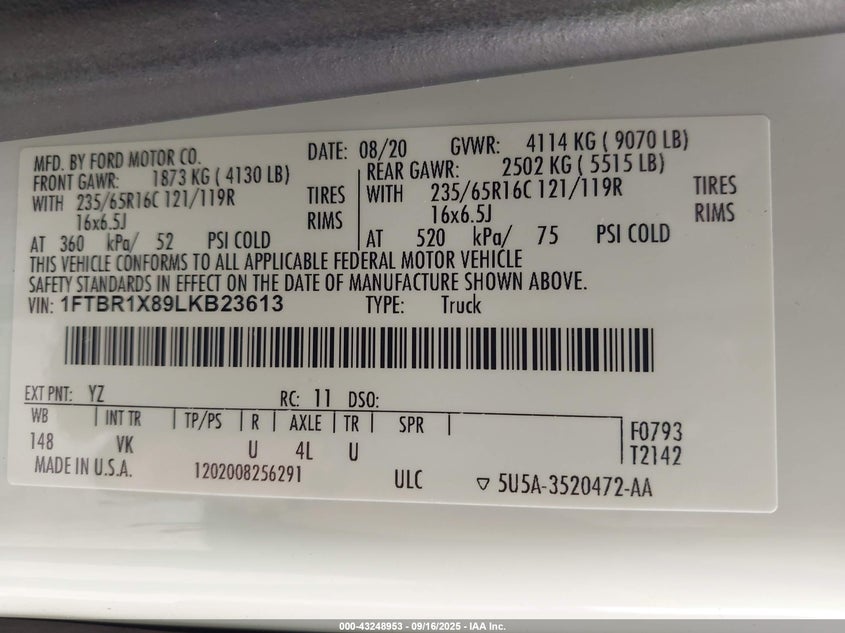 MFD. BY FORD MOTOR CO.
DATE: 08/20 GVWR: 4114 KG ( 9070 LB)
FRONT GAWR: 1873 KG ( 4130 LB)
WITH 235/65R16C 121/119R TIRES
16x6.5J RIMS
AT 360 kPa/ 52 PSI COLD
REAR GAWR: 2502 KG ( 5515 LB)
WITH 235/65R16C 121/119R TIRES
16x6.5J RIMS
AT 520 kPa/ 75 PSI COLD
THIS VEHICLE CONFORMS TO ALL APPLICABLE FEDERAL MOTOR VEHICLE
SAFETY STANDARDS IN EFFECT ON THE DATE OF MANUFACTURE SHOWN ABOVE.
VIN: 1FTBR1X89LKB23613 TYPE: Truck
EXT PNT: YZ RC: 11 DSO:
WB | INT TR | TP/PS | R | AXLE | TR | SPR |
148 VK U 4L U
F0793
T2142
MADE IN U.S.A. 1202008256291 ULC ▽ 5U5A-3520472-AA
000-43248953 - 09/16/2025 - IAA Inc.